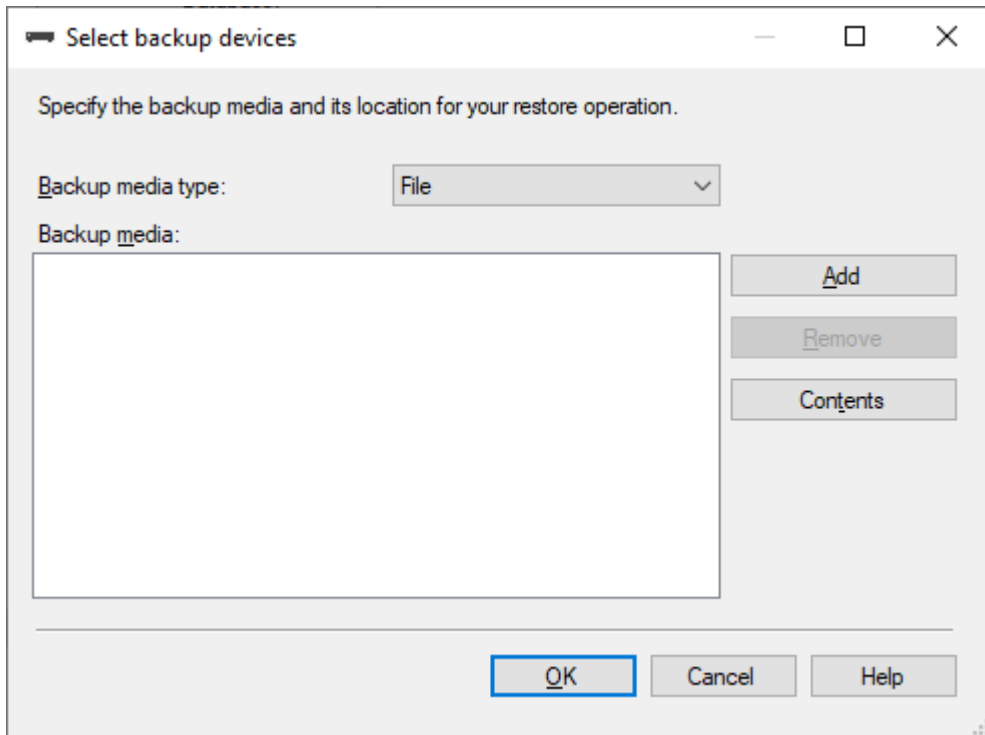 Select backup devices
Specify the backup media and its location for your restore operation.
Backup media type:
File
Backup media:
Add
Remove
Contents
OK
Cancel
Help